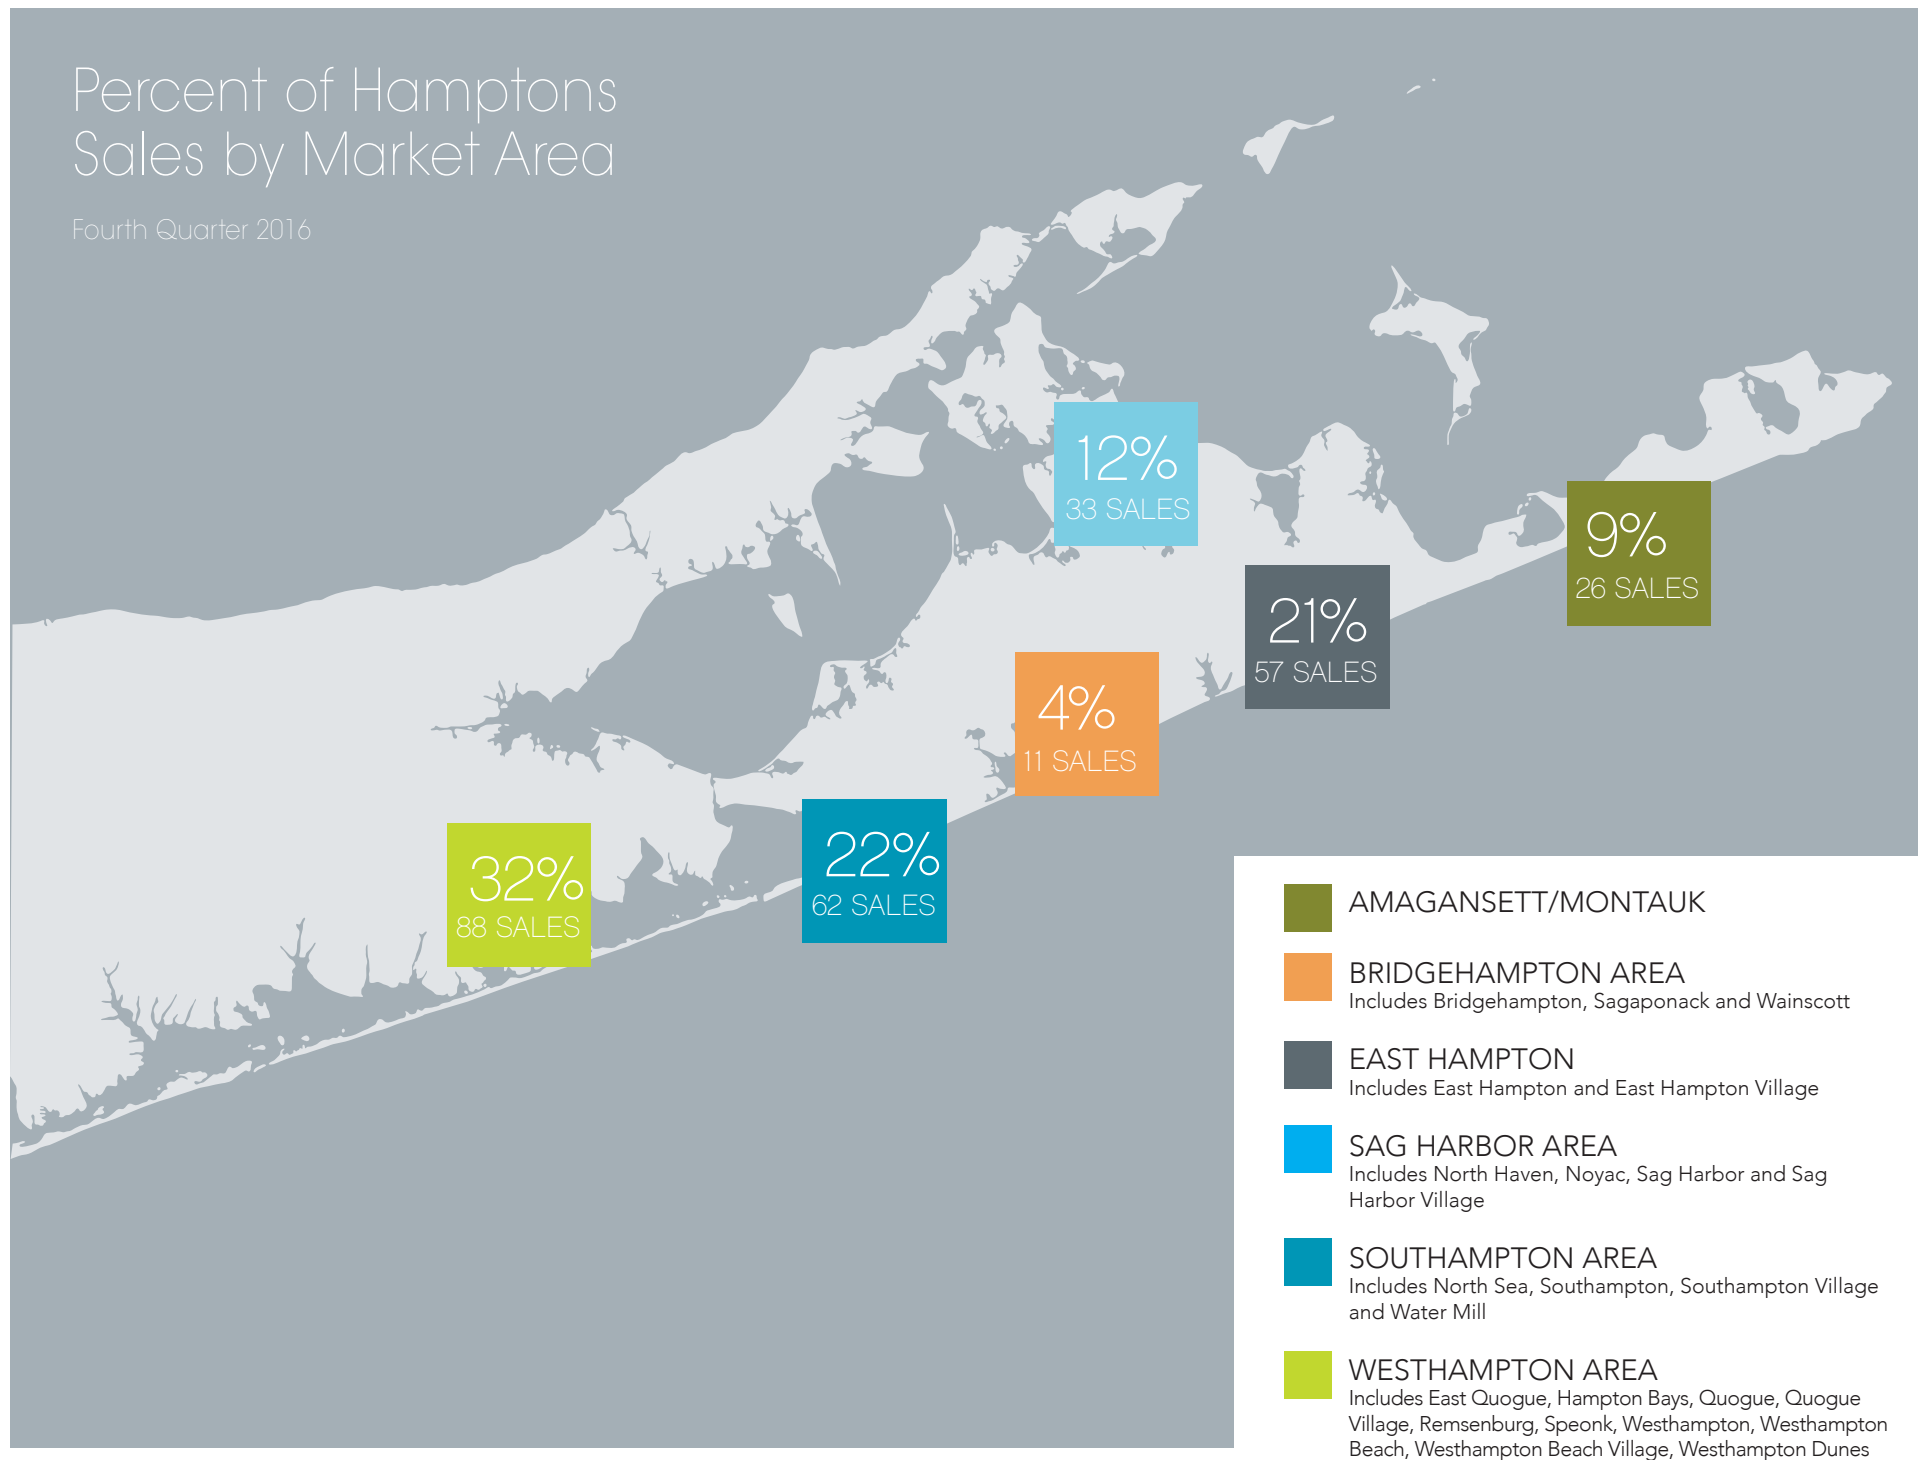 Percent of Hamptons
Sales by Market Area
Fourth Quarter 2016
12%
33 SALES
9%
26 SALES
21%
57 SALES
4%
11 SALES
22%
62 SALES
32%
88 SALES
AMAGANSETT/MONTAUK
BRIDGEHAMPTON AREA
Includes Bridgehampton, Sagaponack and Wainscott
EAST HAMPTON
Includes East Hampton and East Hampton Village
SAG HARBOR AREA
Includes North Haven, Noyac, Sag Harbor and Sag
Harbor Village
SOUTHAMPTON AREA
Includes North Sea, Southampton, Southampton Village
and Water Mill
WESTHAMPTON AREA
Includes East Quogue, Hampton Bays, Quogue, Quogue
Village, Remsenburg, Speonk, Westhampton, Westhampton
Beach, Westhampton Beach Village, Westhampton Dunes